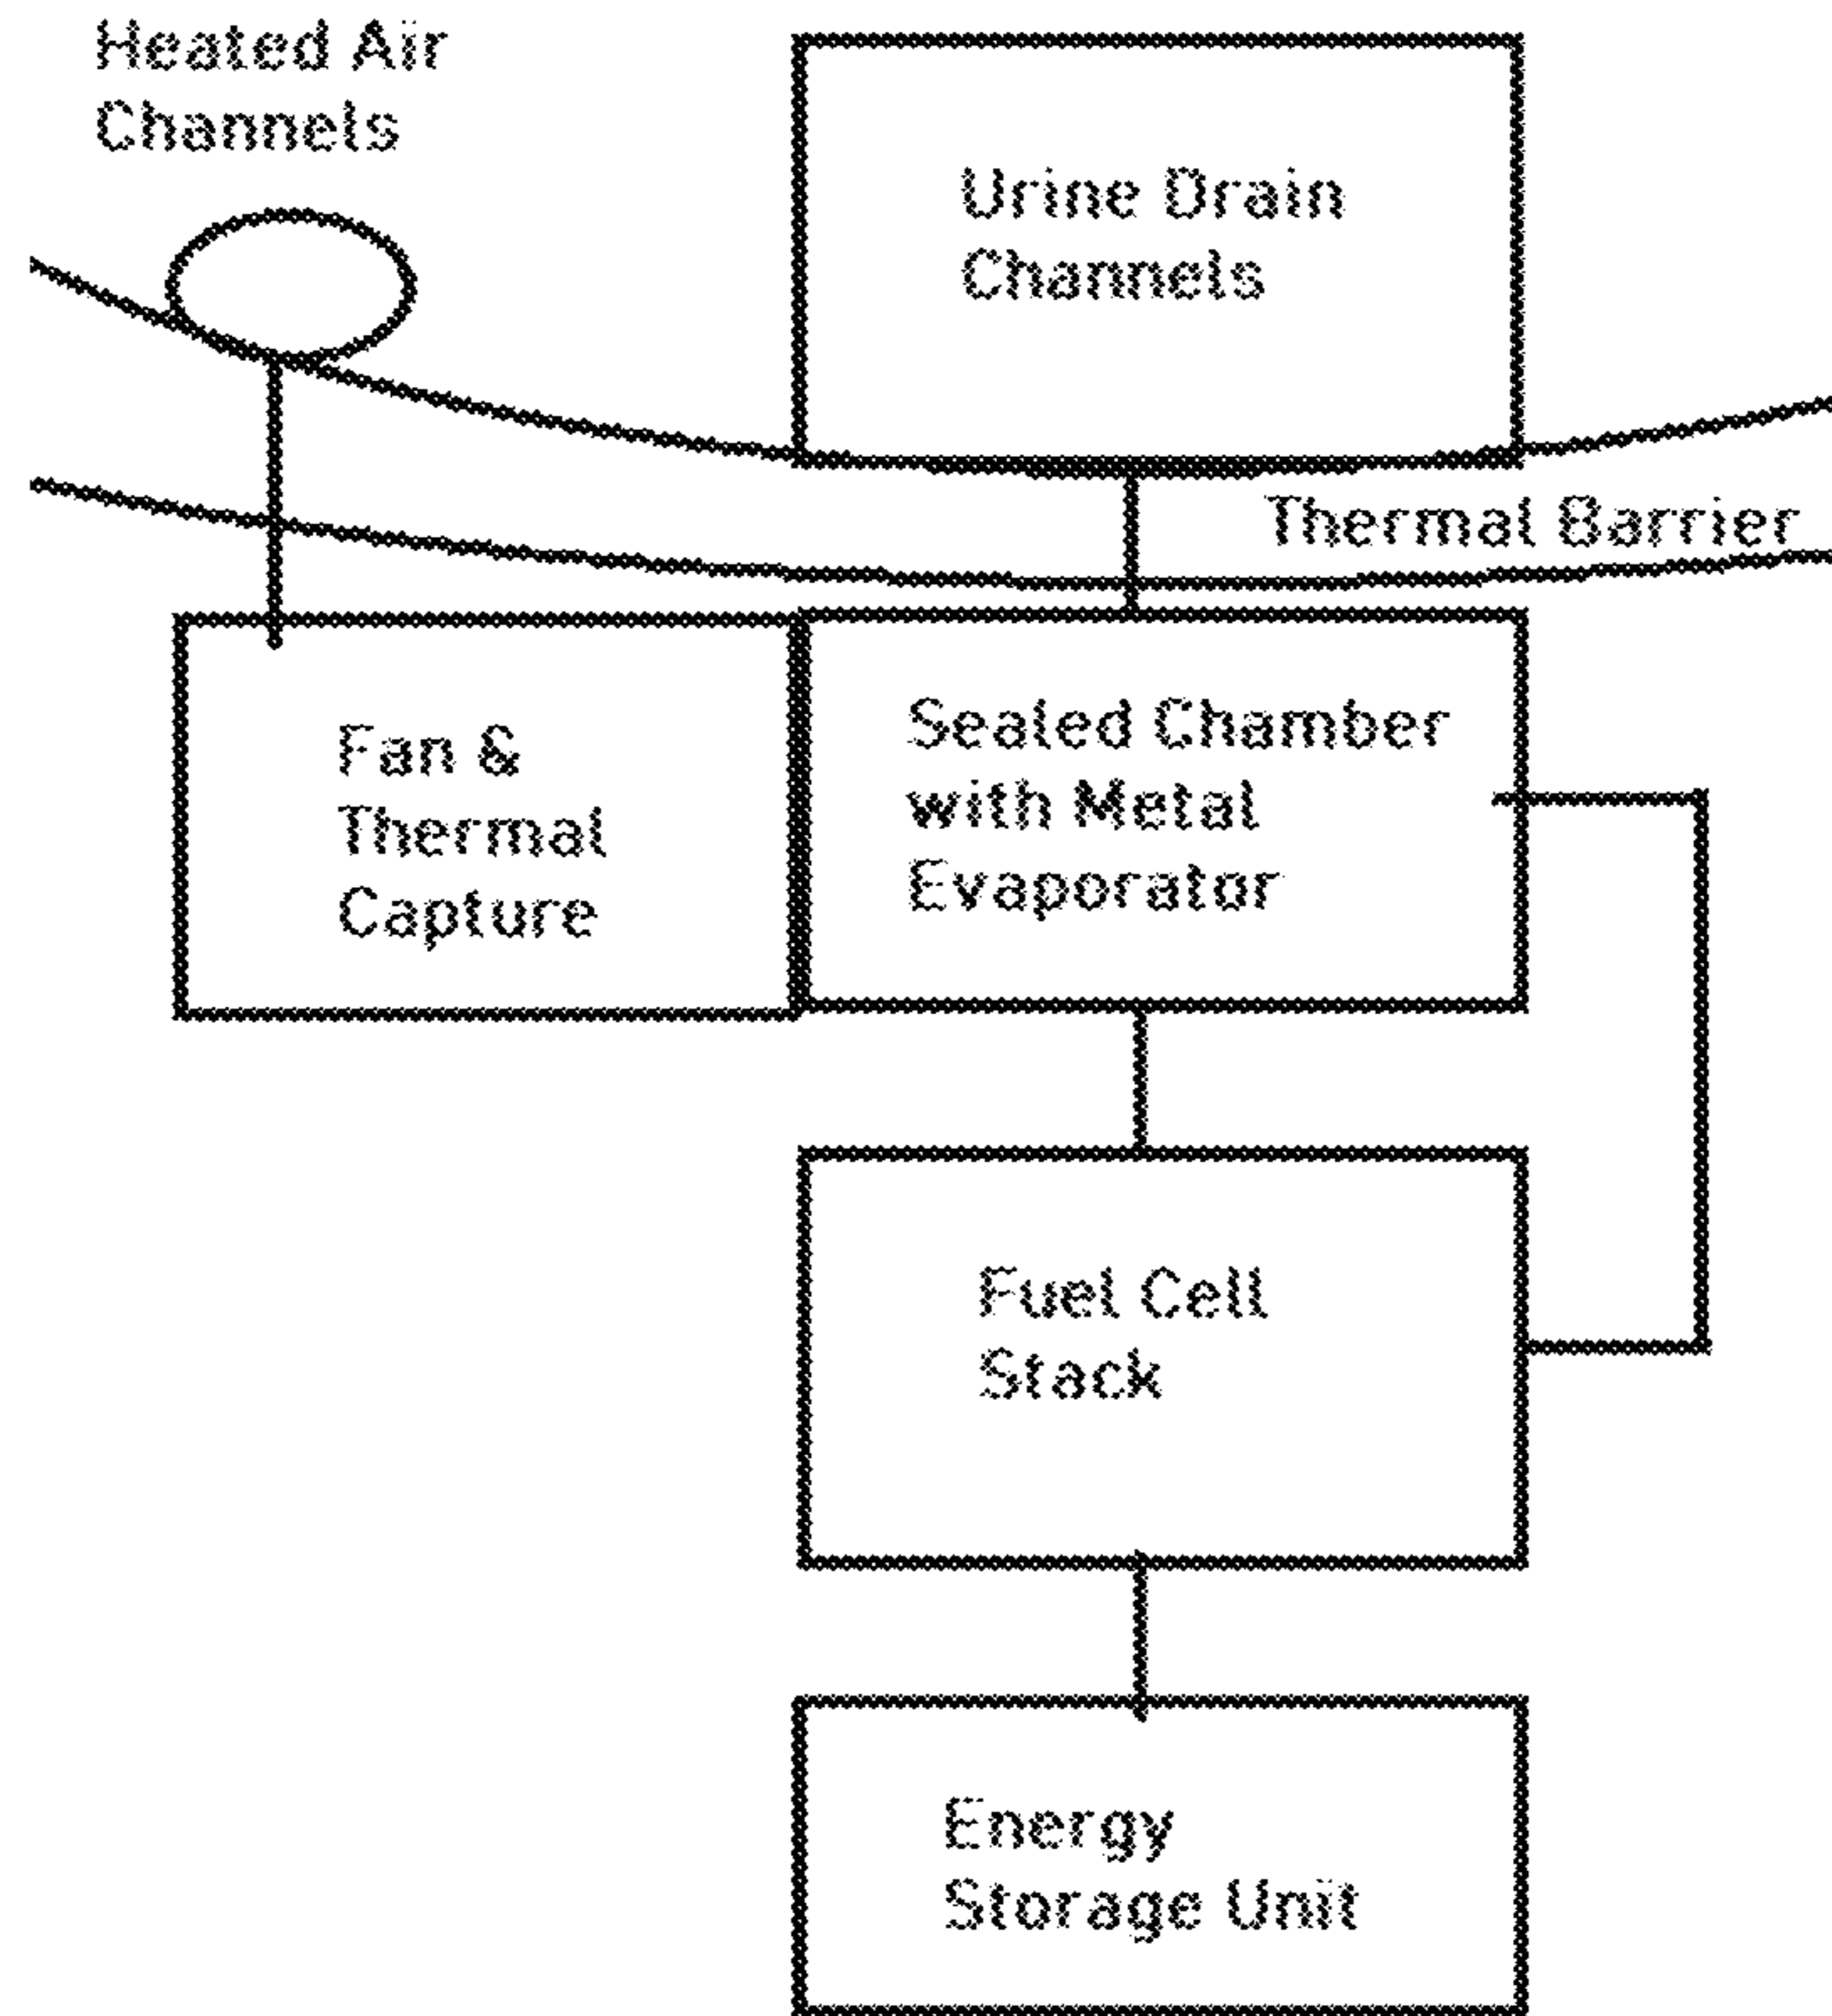 Heated Air
Channels
Urine Drain
Channels
Thermal Barrier
Fan &
Thermal
Capture
Sealed Chamber
with Metal
Evaporator
Fuel Cell
Stack
Energy
Storage Unit